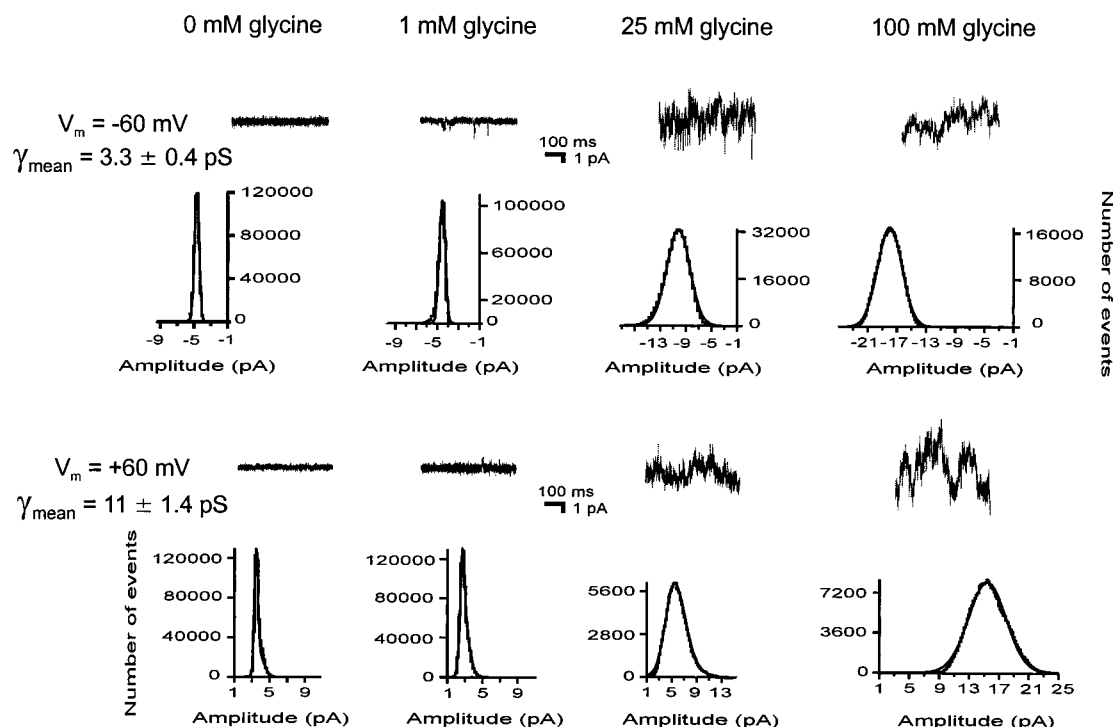 0 mM glycine 1 mM glycine 25 mM glycine 100 mM glycine
Vm = -60 mV
γmean = 3.3 ± 0.4 pS
100 ms
1 pA
120000 80000 40000 0
-9 -5 -1
Amplitude (pA)
100000 60000 20000 0
-9 -5 -1
Amplitude (pA)
32000 16000 0
-13 -9 -5 -1
Amplitude (pA)
16000 8000 0
-21 -17 -13 -9 -5 -1
Amplitude (pA)
Number of events
Vm = +60 mV
γmean = 11 ± 1.4 pS
100 ms
1 pA
Number of events
120000 80000 40000 0
1 5 9
Amplitude (pA)
120000 80000 40000 0
1 5 9
Amplitude (pA)
5600 2800 0
1 5 9 13
Amplitude (pA)
7200 3600 0
1 5 9 13 17 21 25
Amplitude (pA)